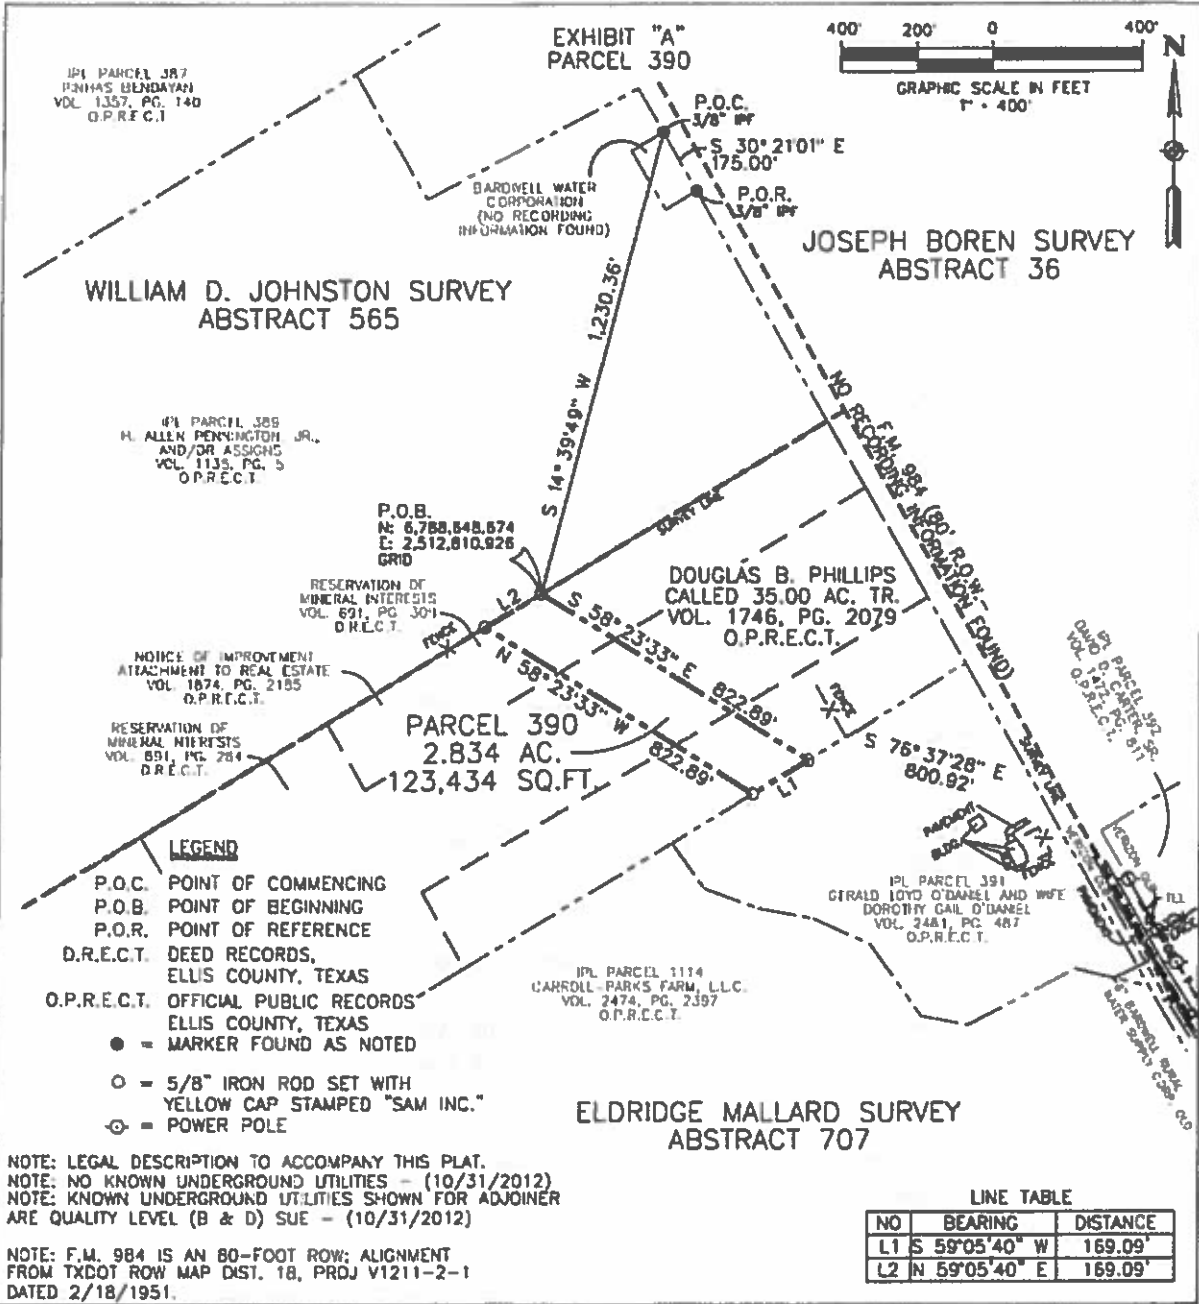 EXHIBIT "A"
PARCEL 390
400' 200' 0 400'
GRAPHIC SCALE IN FEET
1" = 400'
N
IPL PARCEL 387
PINHAS BENDAYAN
VOL. 1357, PG. 140
O.P.R.E.C.T
P.O.C.
3/8" IPF
S 30°21'01" E
175.00'
P.O.R.
3/8" IPF
BARDWELL WATER
CORPORATION
(NO RECORDING
INFORMATION FOUND)
JOSEPH BOREN SURVEY
ABSTRACT 36
WILLIAM D. JOHNSTON SURVEY
ABSTRACT 565
S 14°39'49" W 1,230.36'
F.M. 984 (80' R.O.W.-
NO RECORDING INFORMATION FOUND)
IPL PARCEL 389
H. ALLEN PENNINGTON JR.,
AND/OR ASSIGNS
VOL. 1135, PG. 5
O.P.R.E.C.T.
SURVEY LINE
P.O.B.
N: 6,788,648.674
E: 2,512,810.926
GRID
RESERVATION OF
MINERAL INTERESTS
VOL. 691, PG. 301
D.R.E.C.T.
L2
FENCE
DOUGLAS B. PHILLIPS
CALLED 35.00 AC. TR.
VOL. 1746, PG. 2079
O.P.R.E.C.T.
S 58°23'33" E 822.89'
N 58°23'33" W 822.89'
NOTICE OF IMPROVEMENT
ATTACHMENT TO REAL ESTATE
VOL. 1874, PG. 2185
O.P.R.E.C.T.
RESERVATION OF
MINERAL NTERESTS
VOL. 691, PG. 284
D.R.E.C.T.
PARCEL 390
2.834 AC.
123,434 SQ.FT.
FENCE
L1
S 76°37'28" E
800.92'
IPL PARCEL 392
DAVID D. CARTER, SR.
VOL. 1472, PG. 877
O.P.R.E.C.T.
SURVEY LINE
PAVEMENT
BLDG.
IPL PARCEL 391
GERALD LOYD O'DANIEL AND WIFE
DOROTHY GAIL O'DANIEL
VOL. 2481, PG. 487
O.P.R.E.C.T.
IPL PARCEL 1114
CARROLL-PARKS FARM, L.L.C.
VOL. 2474, PG. 2397
O.P.R.E.C.T.
6" BARDWELL RURAL
WATER SUPPLY CORP. QLD
LEGEND
P.O.C. POINT OF COMMENCING
P.O.B. POINT OF BEGINNING
P.O.R. POINT OF REFERENCE
D.R.E.C.T. DEED RECORDS,
ELLIS COUNTY, TEXAS
O.P.R.E.C.T. OFFICIAL PUBLIC RECORDS
ELLIS COUNTY, TEXAS
= MARKER FOUND AS NOTED
= 5/8" IRON ROD SET WITH
YELLOW CAP STAMPED "SAM INC."
= POWER POLE
ELDRIDGE MALLARD SURVEY
ABSTRACT 707
NOTE: LEGAL DESCRIPTION TO ACCOMPANY THIS PLAT.
NOTE: NO KNOWN UNDERGROUND UTILITIES - (10/31/2012)
NOTE: KNOWN UNDERGROUND UTILITIES SHOWN FOR ADJOINER
ARE QUALITY LEVEL (B & D) SUE - (10/31/2012)
NOTE: F.M. 984 IS AN 80-FOOT ROW; ALIGNMENT
FROM TXDOT ROW MAP DIST. 18, PROJ V1211-2-1
DATED 2/18/1951.
LINE TABLE
NO BEARING DISTANCE
L1 S 59°05'40" W 169.09'
L2 N 59°05'40" E 169.09'